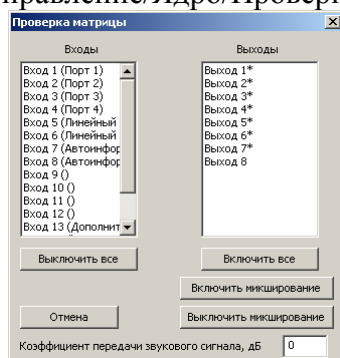 правление/Ядро/Провер
Проверка матрицы
Входы
Выходы
Вход 1 (Порт 1)
Вход 2 (Порт 2)
Вход 3 (Порт 3)
Вход 4 (Порт 4)
Вход 5 (Линейный
Вход 6 (Линейный
Вход 7 (Автоинфор
Вход 8 (Автоинфор
Вход 9 ()
Вход 10 ()
Вход 11 ()
Вход 12 ()
Вход 13 (Дополнит
Выход 1*
Выход 2*
Выход 3*
Выход 4*
Выход 5*
Выход 6*
Выход 7*
Выход 8
Выключить все
Включить все
Включить микширование
Отмена
Выключить микширование
Коэффициент передачи звукового сигнала, дБ
0